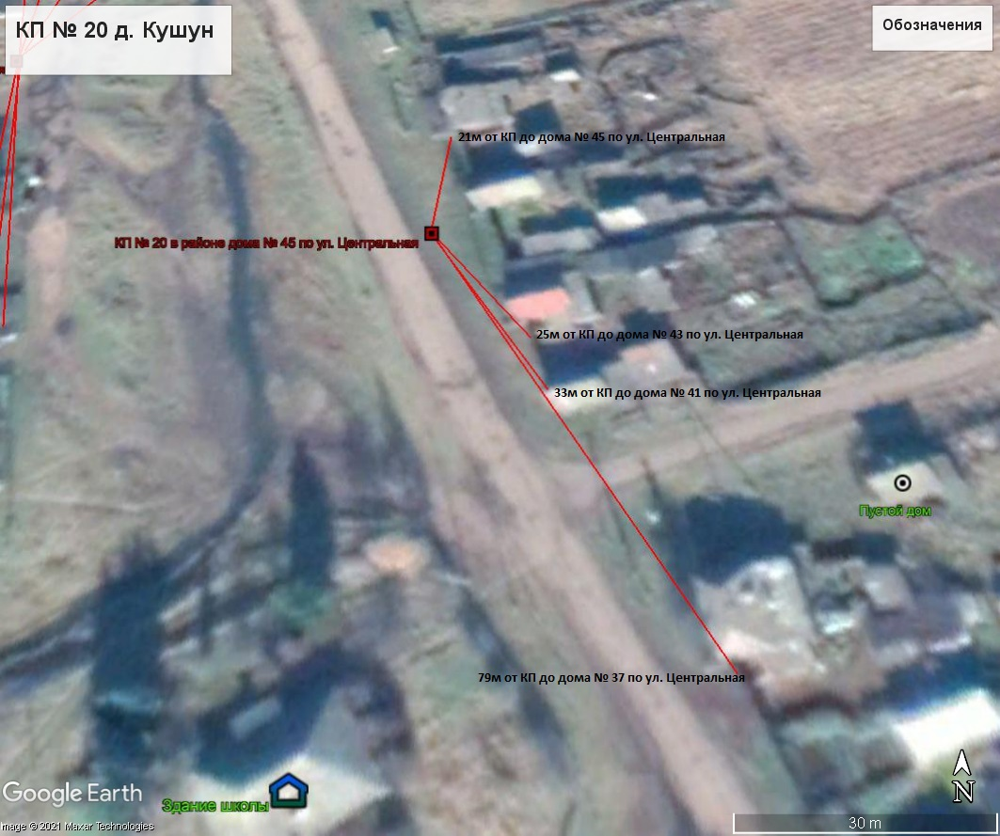 КП № 20 д. Кушун
Обозначения
21м от КП до дома № 45 по ул. Центральная
КП № 20 в районе дома № 45 по ул. Центральная
25м от КП до дома № 43 по ул. Центральная
33м от КП до дома № 41 по ул. Центральная
Пустой дом
79м от КП до дома № 37 по ул. Центральная
N
Google Earth
Здание школы
mage © 2021 Maxar Technologies
30 m